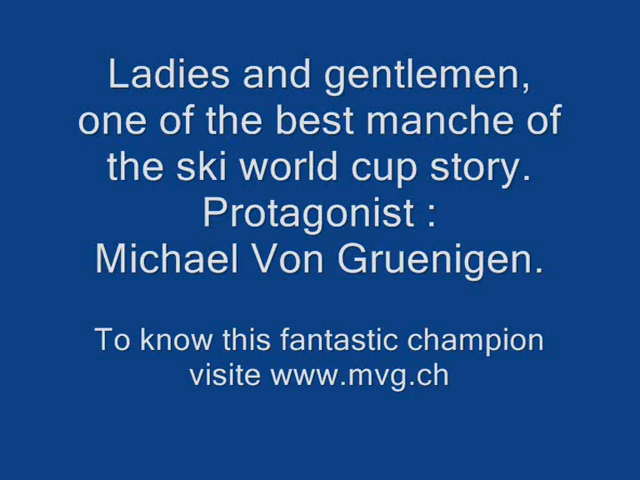 Ladies and gentlemen,
one of the best manche of
the ski world cup story.
Protagonist :
Michael Von Gruenigen.
To know this fantastic champion
visite www.mvg.ch